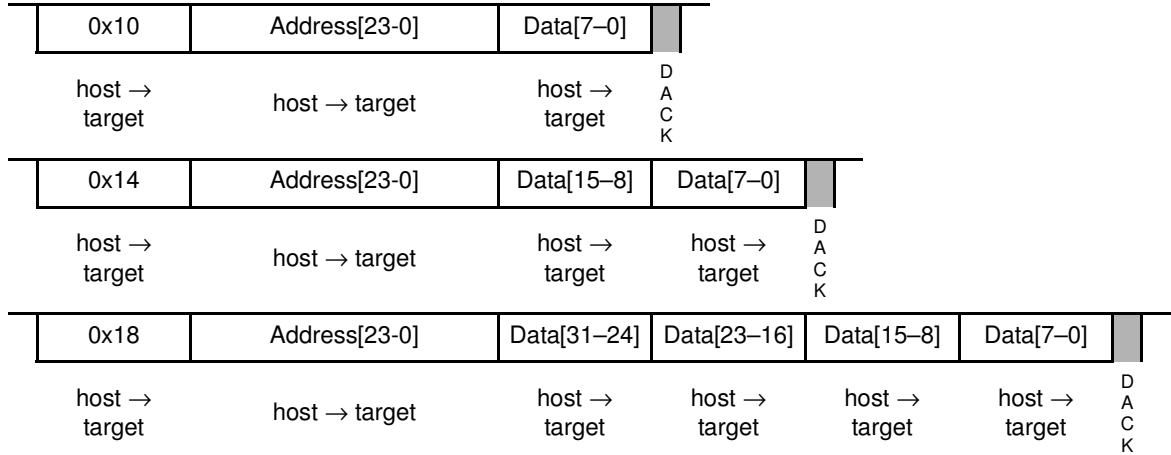 0x10 Address[23-0] Data[7–0]
host → host → target host →
target target
D
A
C
K
0x14 Address[23-0] Data[15–8] Data[7–0]
host → host → target host → host →
target target target
D
A
C
K
0x18 Address[23-0] Data[31–24] Data[23–16] Data[15–8] Data[7–0]
host → host → target host → host → host → host →
target target target target target
D
A
C
K